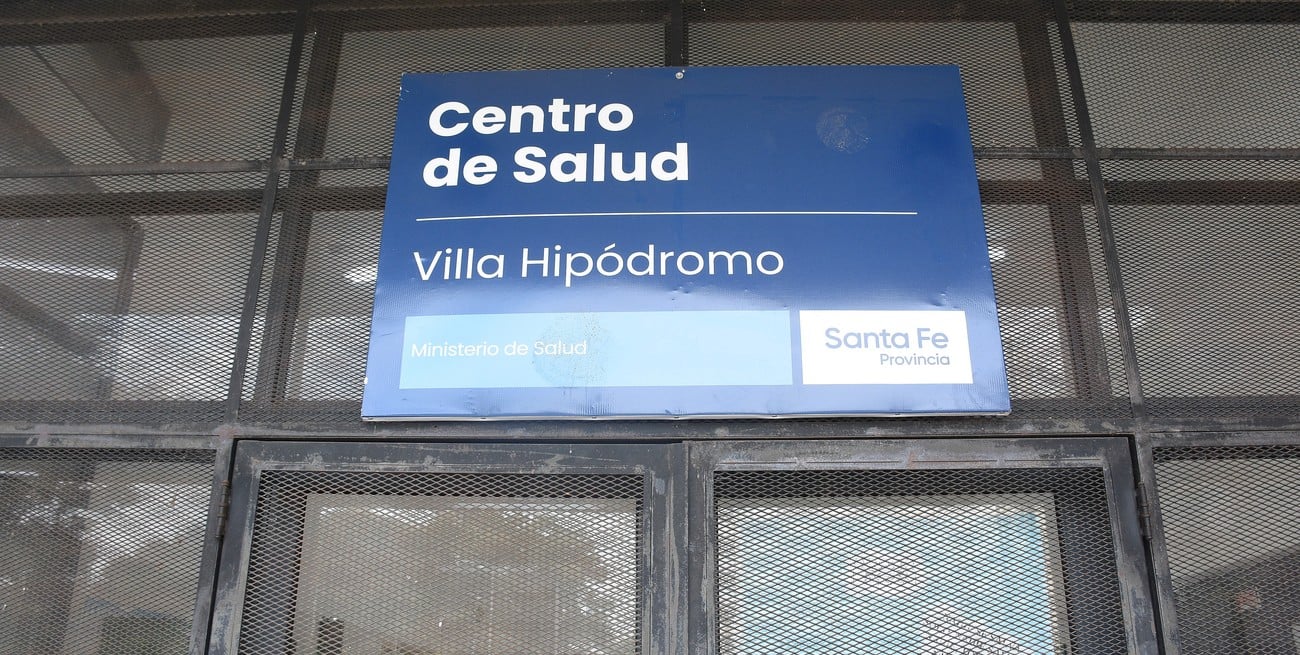 Centro
de Salud
Villa Hipódromo
Ministerio de Salud
Santa Fe
Provincia